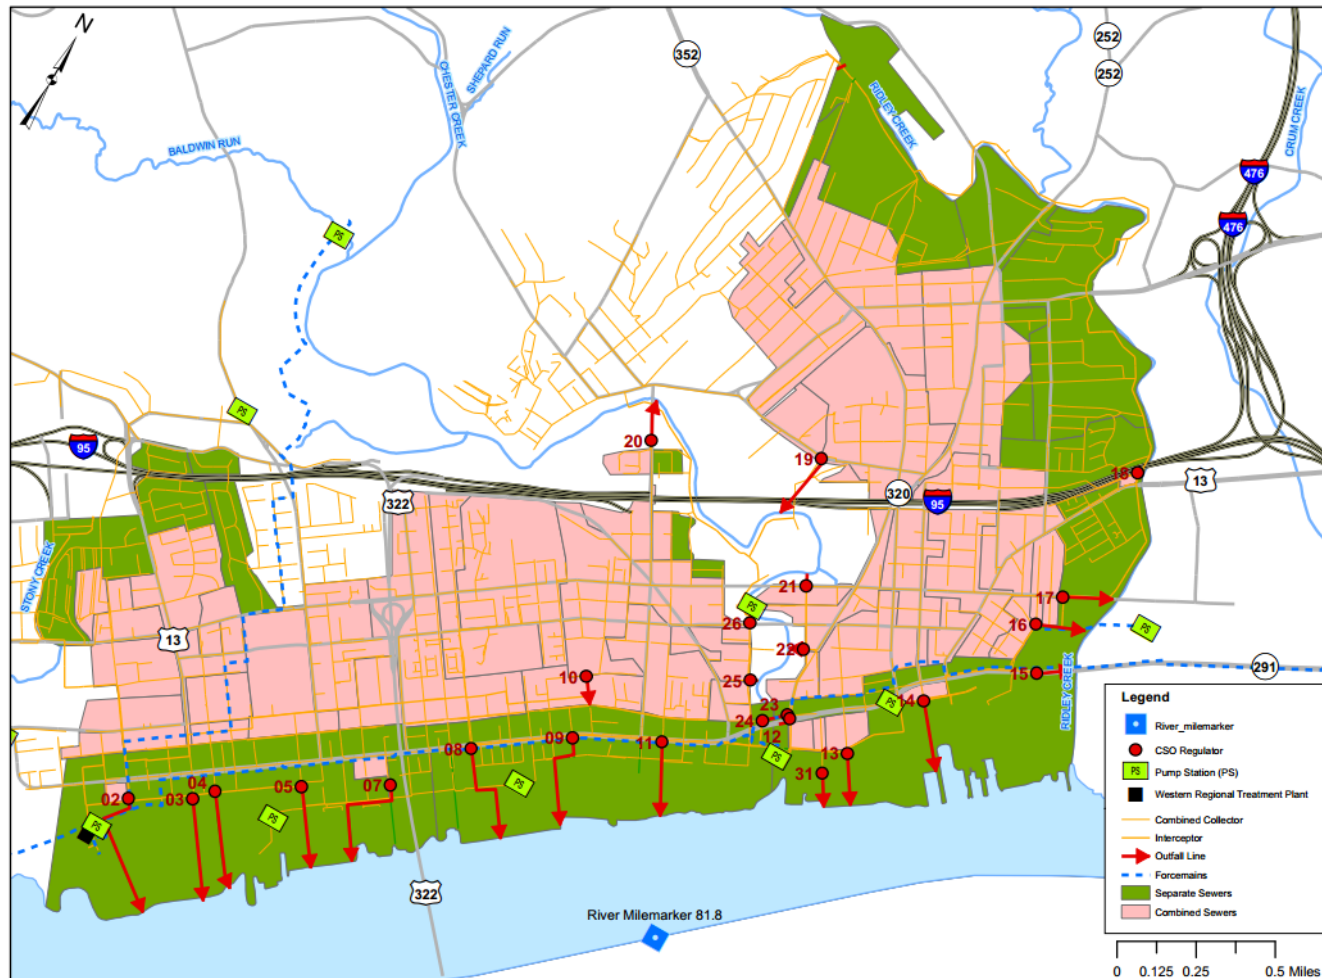 N
352
252
252
SHEPARD RUN
CHESTER CREEK
BALDWIN RUN
RIDLEY CREEK
CRUM CREEK
476
476
PS
PS
95
20
19
18
13
322
320
95
STONY CREEK
21
PS
17
26
16
PS
13
22
10
25
15
291
RIDLEY CREEK
14
PS
23
24
12
09
11
08
13
PS
31
04
05
07
PS
02
03
PS
PS
322
River Milemarker 81.8
Legend
River_milemarker
CSO Regulator
PS Pump Station (PS)
Western Regional Treatment Plant
Combined Collector
Interceptor
Outfall Line
Forcemains
Separate Sewers
Combined Sewers
0 0.125 0.25 0.5 Miles